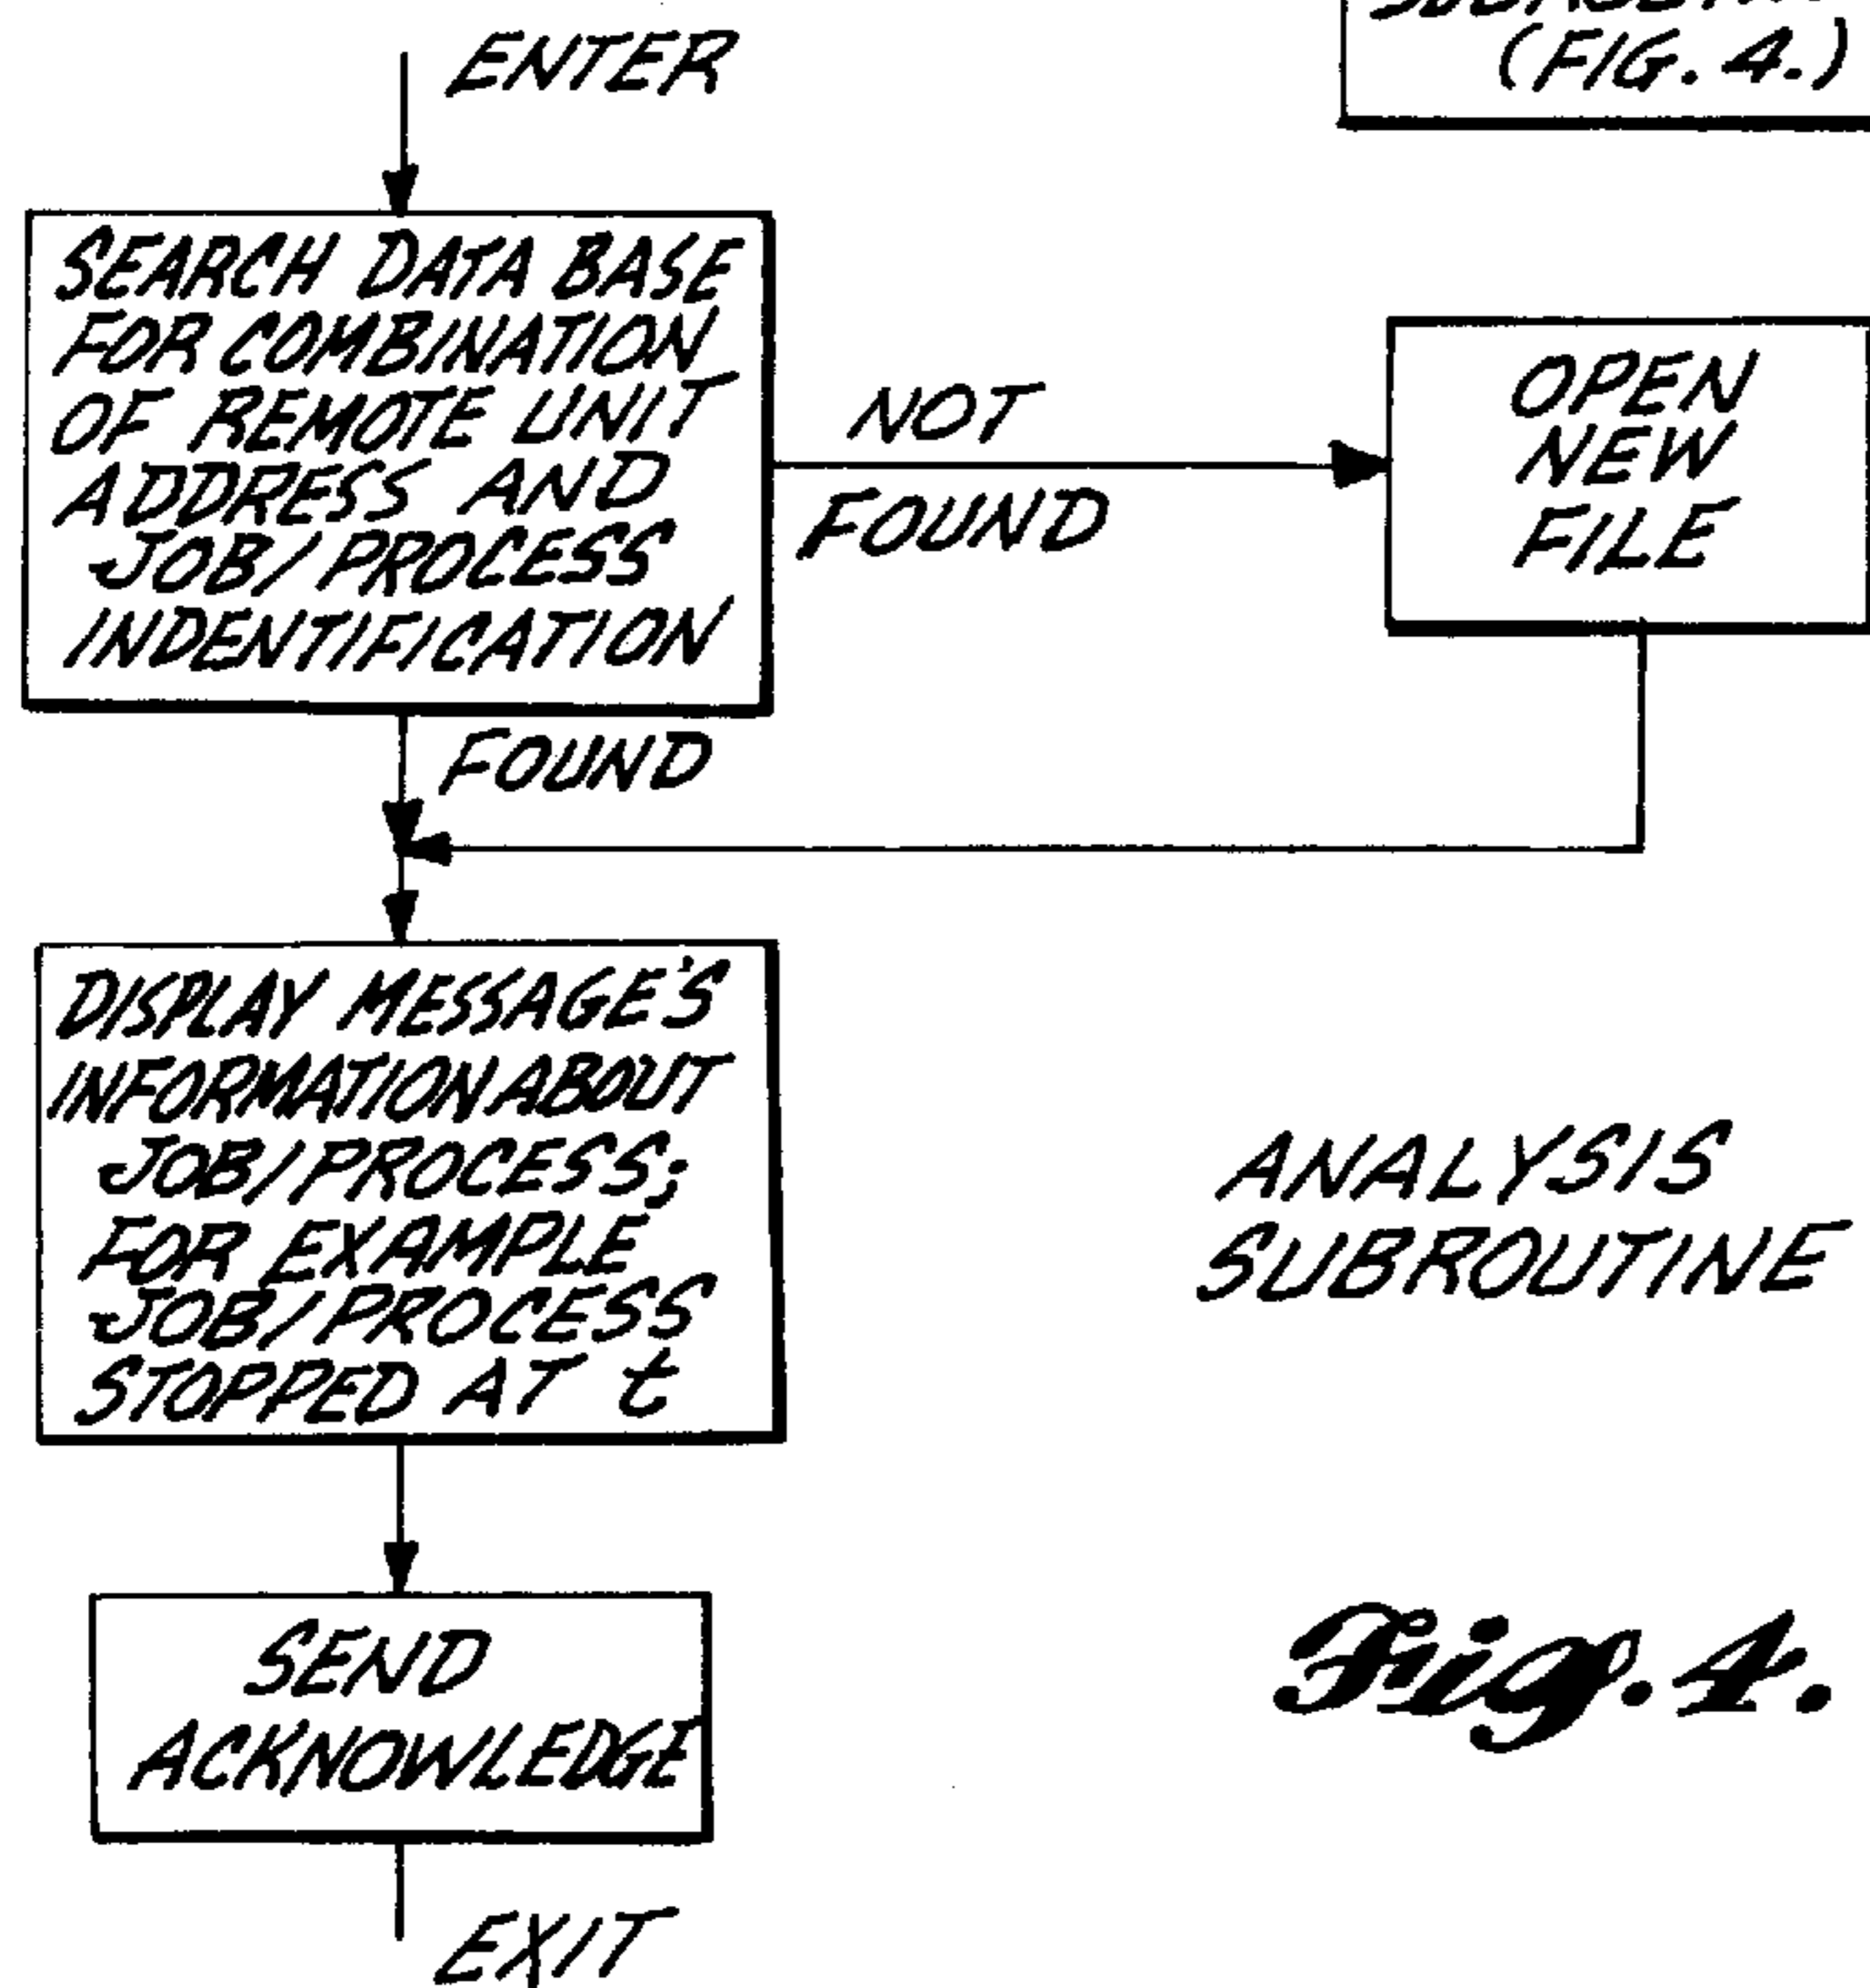 (FIG. 4.)
ENTER
SEARCH DATA BASE
FOR COMBINATION
OF REMOTE UNIT
ADDRESS AND
JOB/PROCESS
INDENTIFICATION
NOT
FOUND
OPEN
NEW
FILE
FOUND
DISPLAY MESSAGE'S
INFORMATION ABOUT
JOB/PROCESS;
FOR EXAMPLE
JOB/PROCESS
STOPPED AT t
SEND
ACKNOWLEDGE
EXIT
ANALYSIS
SUBROUTINE
Fig. 4.